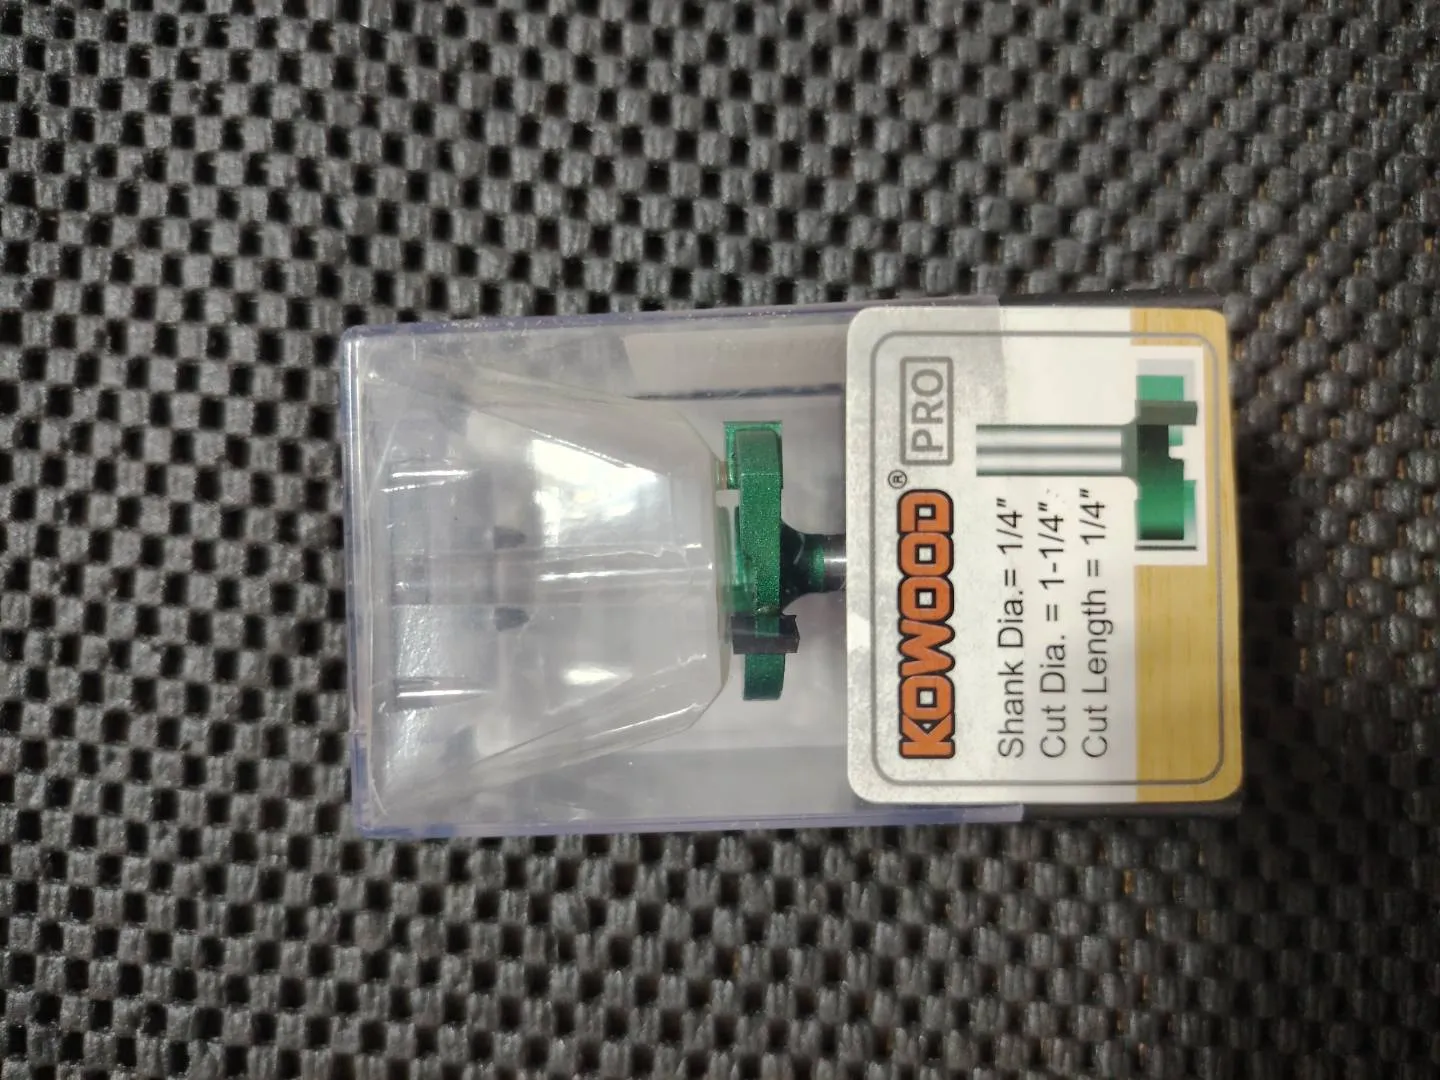 KOWOOD® PRO
Shank Dia.= 1/4"
Cut Dia. = 1-1/4"
Cut Length = 1/4"